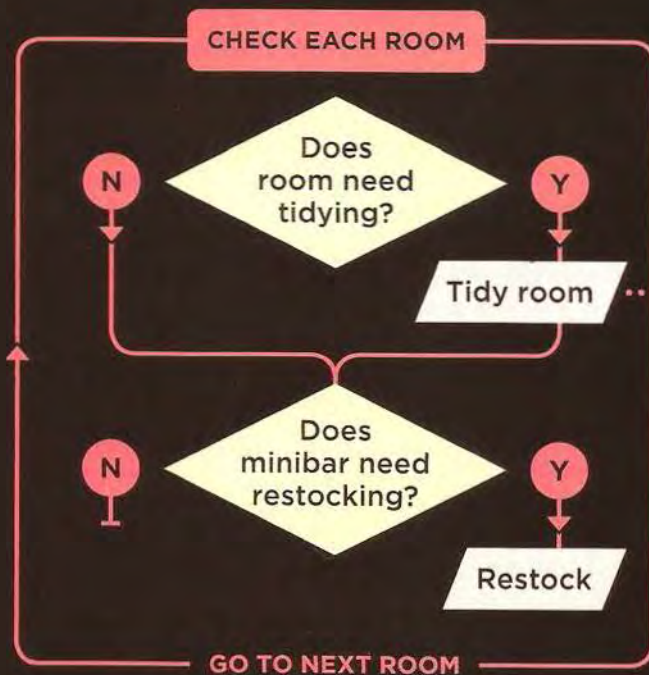 CHECK EACH ROOM
Does
room need
tidying?
N
Y
Tidy room
Does
minibar need
restocking?
N
Y
Restock
GO TO NEXT ROOM